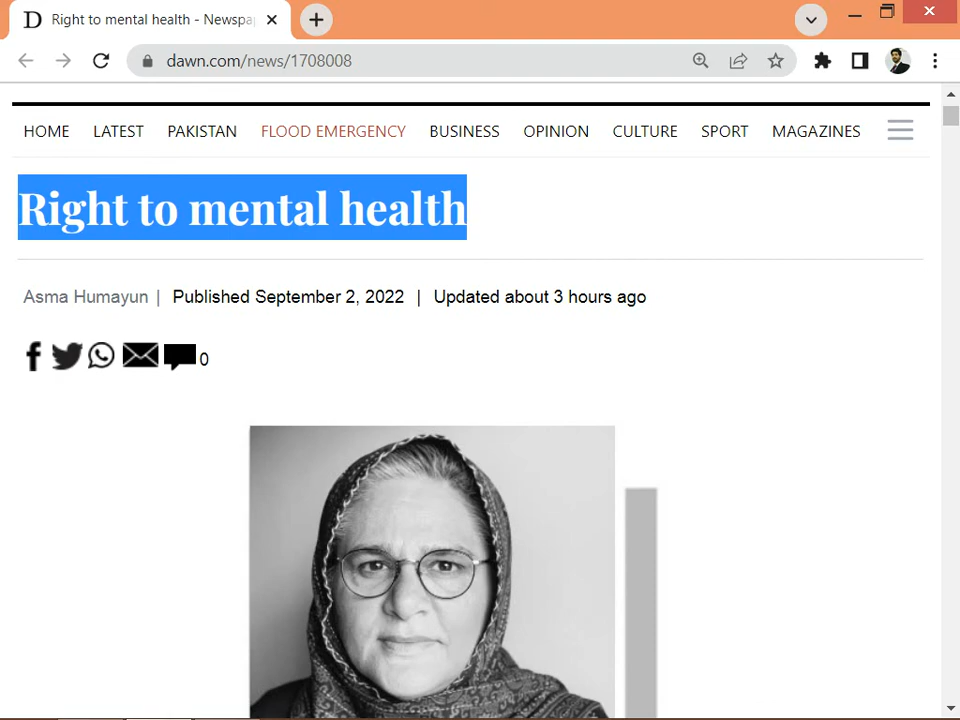 D Right to mental health - Newspa
dawn.com/news/1708008
HOME LATEST PAKISTAN FLOOD EMERGENCY BUSINESS OPINION CULTURE SPORT MAGAZINES
Right to mental health
Asma Humayun | Published September 2, 2022 | Updated about 3 hours ago
0